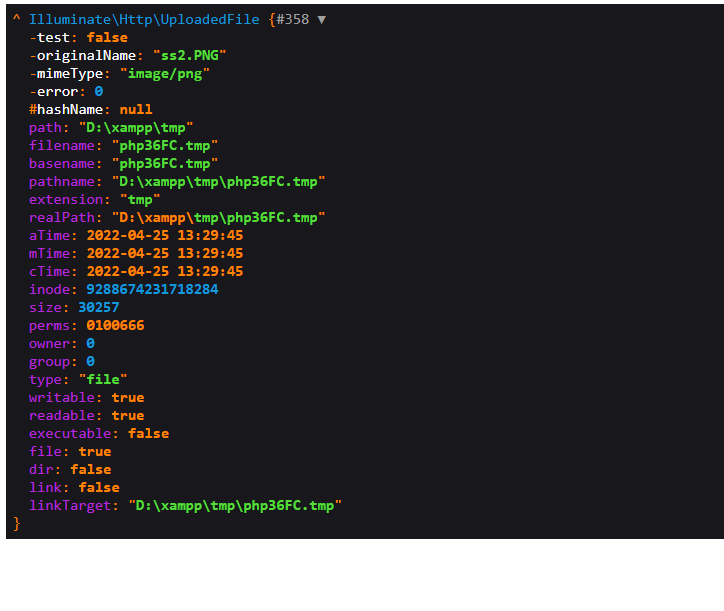 ^ Illuminate\Http\UploadedFile {#358 ▼
-test: false
-originalName: "ss2.PNG"
-mimeType: "image/png"
-error: 0
#hashName: null
path: "D:\xampp\tmp"
filename: "php36FC.tmp"
basename: "php36FC.tmp"
pathname: "D:\xampp\tmp\php36FC.tmp"
extension: "tmp"
realPath: "D:\xampp\tmp\php36FC.tmp"
aTime: 2022-04-25 13:29:45
mTime: 2022-04-25 13:29:45
cTime: 2022-04-25 13:29:45
inode: 9288674231718284
size: 30257
perms: 0100666
owner: 0
group: 0
type: "file"
writable: true
readable: true
executable: false
file: true
dir: false
link: false
linkTarget: "D:\xampp\tmp\php36FC.tmp"
}